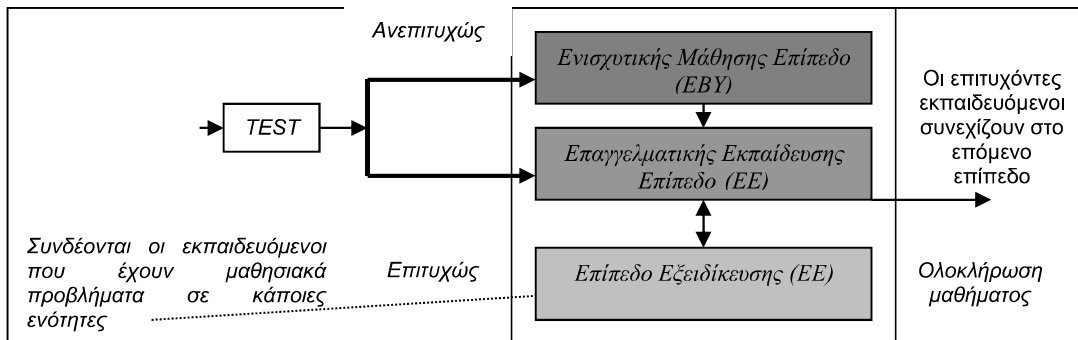 Ανεπιτυχώς
Ενισχυτικής Μάθησης Επίπεδο
(ΕΒΥ)
TEST
Επαγγελματικής Εκπαίδευσης
Επίπεδο (ΕΕ)
Οι επιτυχόντες
εκπαιδευόμενοι
συνεχίζουν στο
επόμενο
επίπεδο
Συνδέονται οι εκπαιδευόμενοι
που έχουν μαθησιακά
προβλήματα σε κάποιες
ενότητες
Επιτυχώς
Επίπεδο Εξειδίκευσης (ΕΕ)
Ολοκλήρωση
μαθήματος